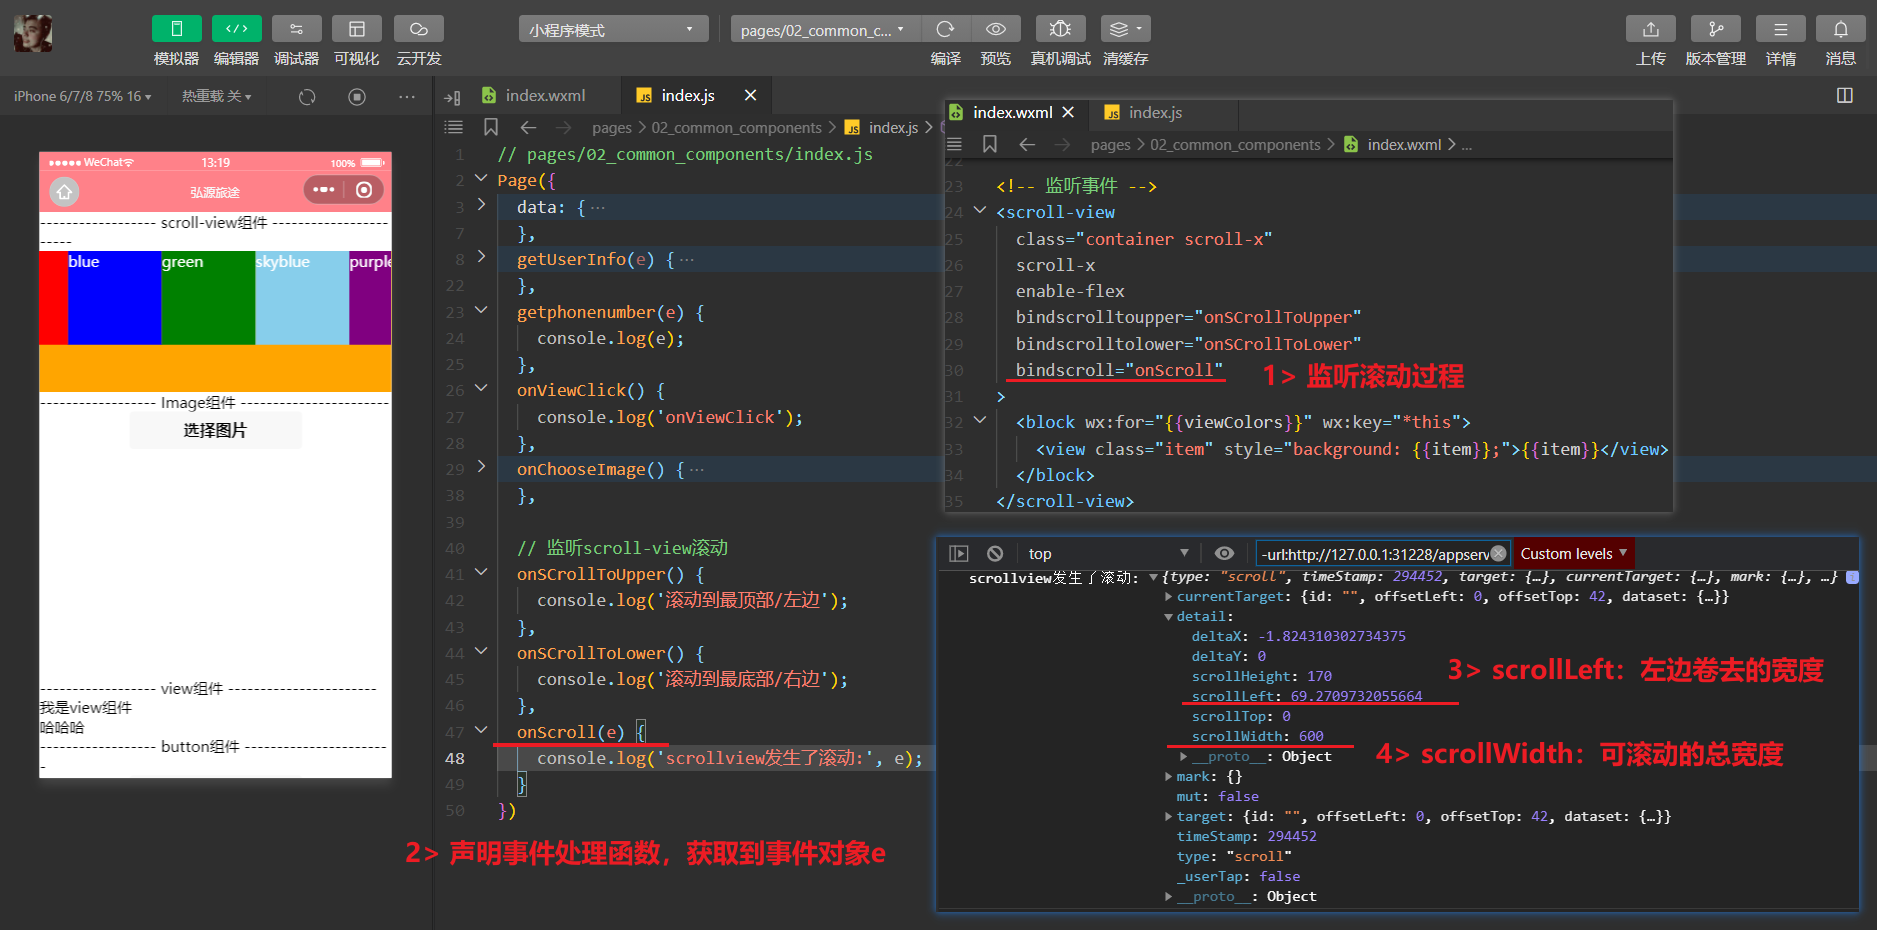 模拟器 编辑器 调试器 可视化 云开发
小程序模式
pages/02_common_c...
编译 预览 真机调试 清缓存
上传 版本管理 详情 消息
iPhone 6/7/8 75% 16
热重载 关
WeChat 13:19 100%
弘源旅途
------------------ scroll-view组件 -----------------------
-----
blue green skyblue purple
------------------ Image组件 -----------------------
选择图片
------------------ view组件 -----------------------
我是view组件
哈哈哈
------------------ button组件 ----------------------
-
index.wxml index.js
pages > 02_common_components > index.js >
1 // pages/02_common_components/index.js
2 Page({
3 data: { ...
7 },
8 getUserInfo(e) { ...
22 },
23 getphonenumber(e) {
24 console.log(e);
25 },
26 onViewClick() {
27 console.log('onViewClick');
28 },
29 onChooseImage() { ...
38 },
39
40 // 监听scroll-view滚动
41 onSCrollToUpper() {
42 console.log('滚动到最顶部/左边');
43 },
44 onSCrollToLower() {
45 console.log('滚动到最底部/右边');
46 },
47 onScroll(e) {
48 console.log('scrollview发生了滚动:', e);
49 }
50 })
2> 声明事件处理函数，获取到事件对象e
index.wxml index.js
pages > 02_common_components > index.wxml > ...
22
23 <!-- 监听事件 -->
24 <scroll-view
25 class="container scroll-x"
26 scroll-x
27 enable-flex
28 bindscrolltoupper="onSCrollToUpper"
29 bindscrolltolower="onSCrollToLower"
30 bindscroll="onScroll"
1> 监听滚动过程
31 >
32 <block wx:for="{{viewColors}}" wx:key="*this">
33 <view class="item" style="background: {{item}};">{{item}}</view>
34 </block>
35 </scroll-view>
top
-url:http://127.0.0.1:31228/appserv
Custom levels
scrollview发生了滚动: {type: "scroll", timeStamp: 294452, target: {…}, currentTarget: {…}, mark: {…}, …}
currentTarget: {id: "", offsetLeft: 0, offsetTop: 42, dataset: {…}}
detail:
deltaX: -1.824310302734375
deltaY: 0
scrollHeight: 170
scrollLeft: 69.2709732055664
3> scrollLeft：左边卷去的宽度
scrollTop: 0
scrollWidth: 600
4> scrollWidth：可滚动的总宽度
__proto__: Object
mark: {}
mut: false
target: {id: "", offsetLeft: 0, offsetTop: 42, dataset: {…}}
timeStamp: 294452
type: "scroll"
_userTap: false
__proto__: Object